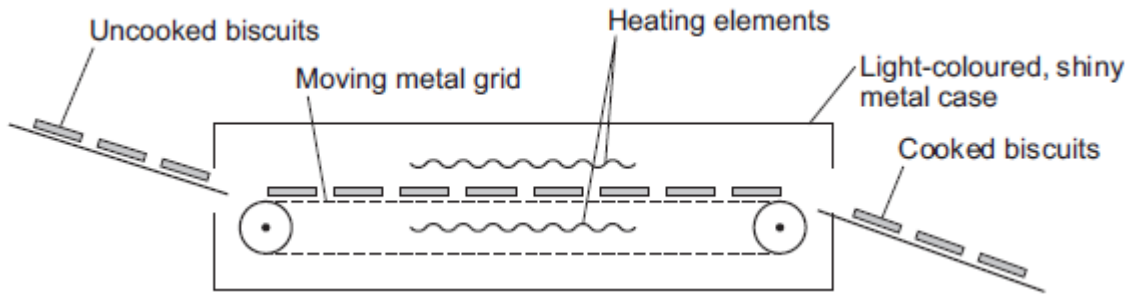 Heating elements
Uncooked biscuits
Moving metal grid
Light-coloured, shiny
metal case
Cooked biscuits